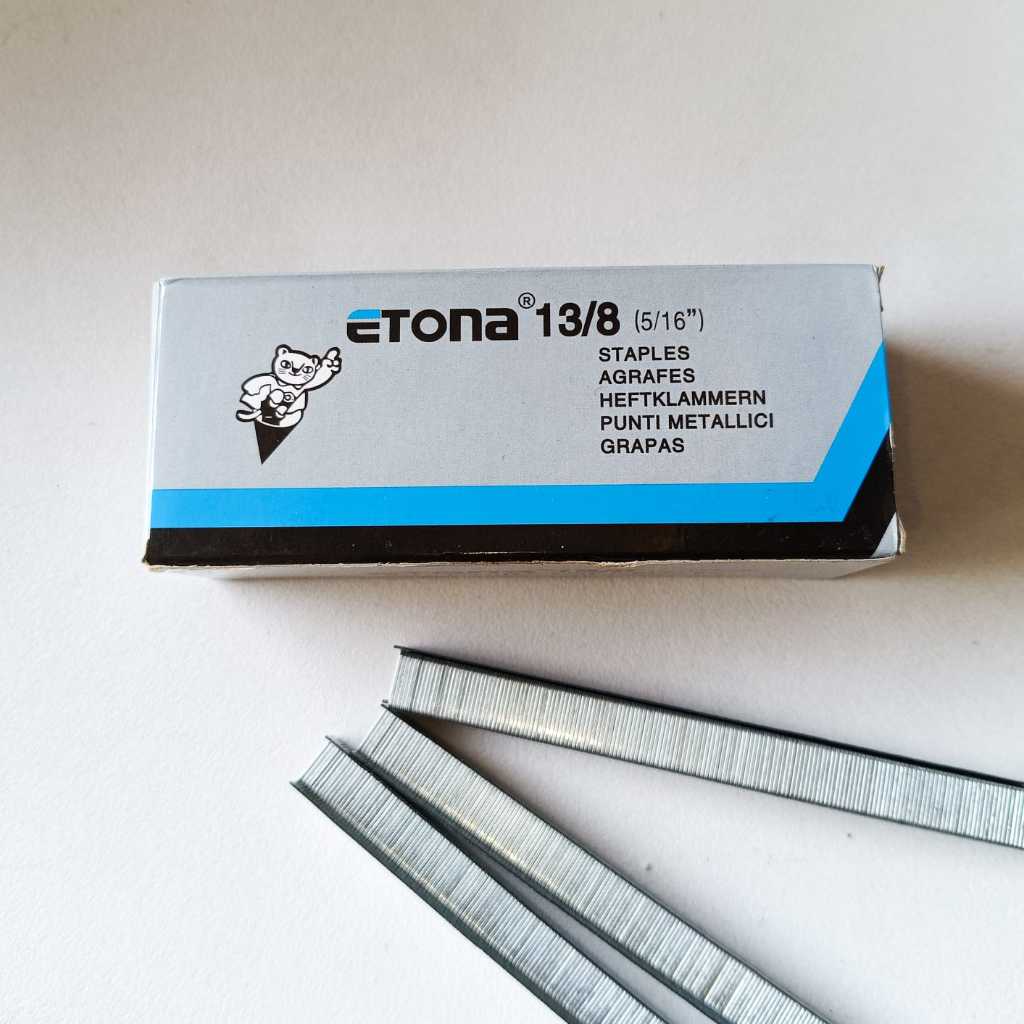 ETONA® 13/8 (5/16”)
STAPLES
AGRAFES
HEFTKLAMMERN
PUNTI METALLICI
GRAPAS